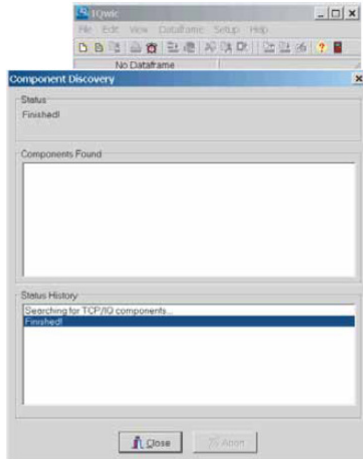 IQwic
File Edit View Dataframe Setup Help
No Dataframe
Component Discovery
Status
Finished!
Components Found
Status History
Searching for TCP/IQ components...
Finished!
Close Abort